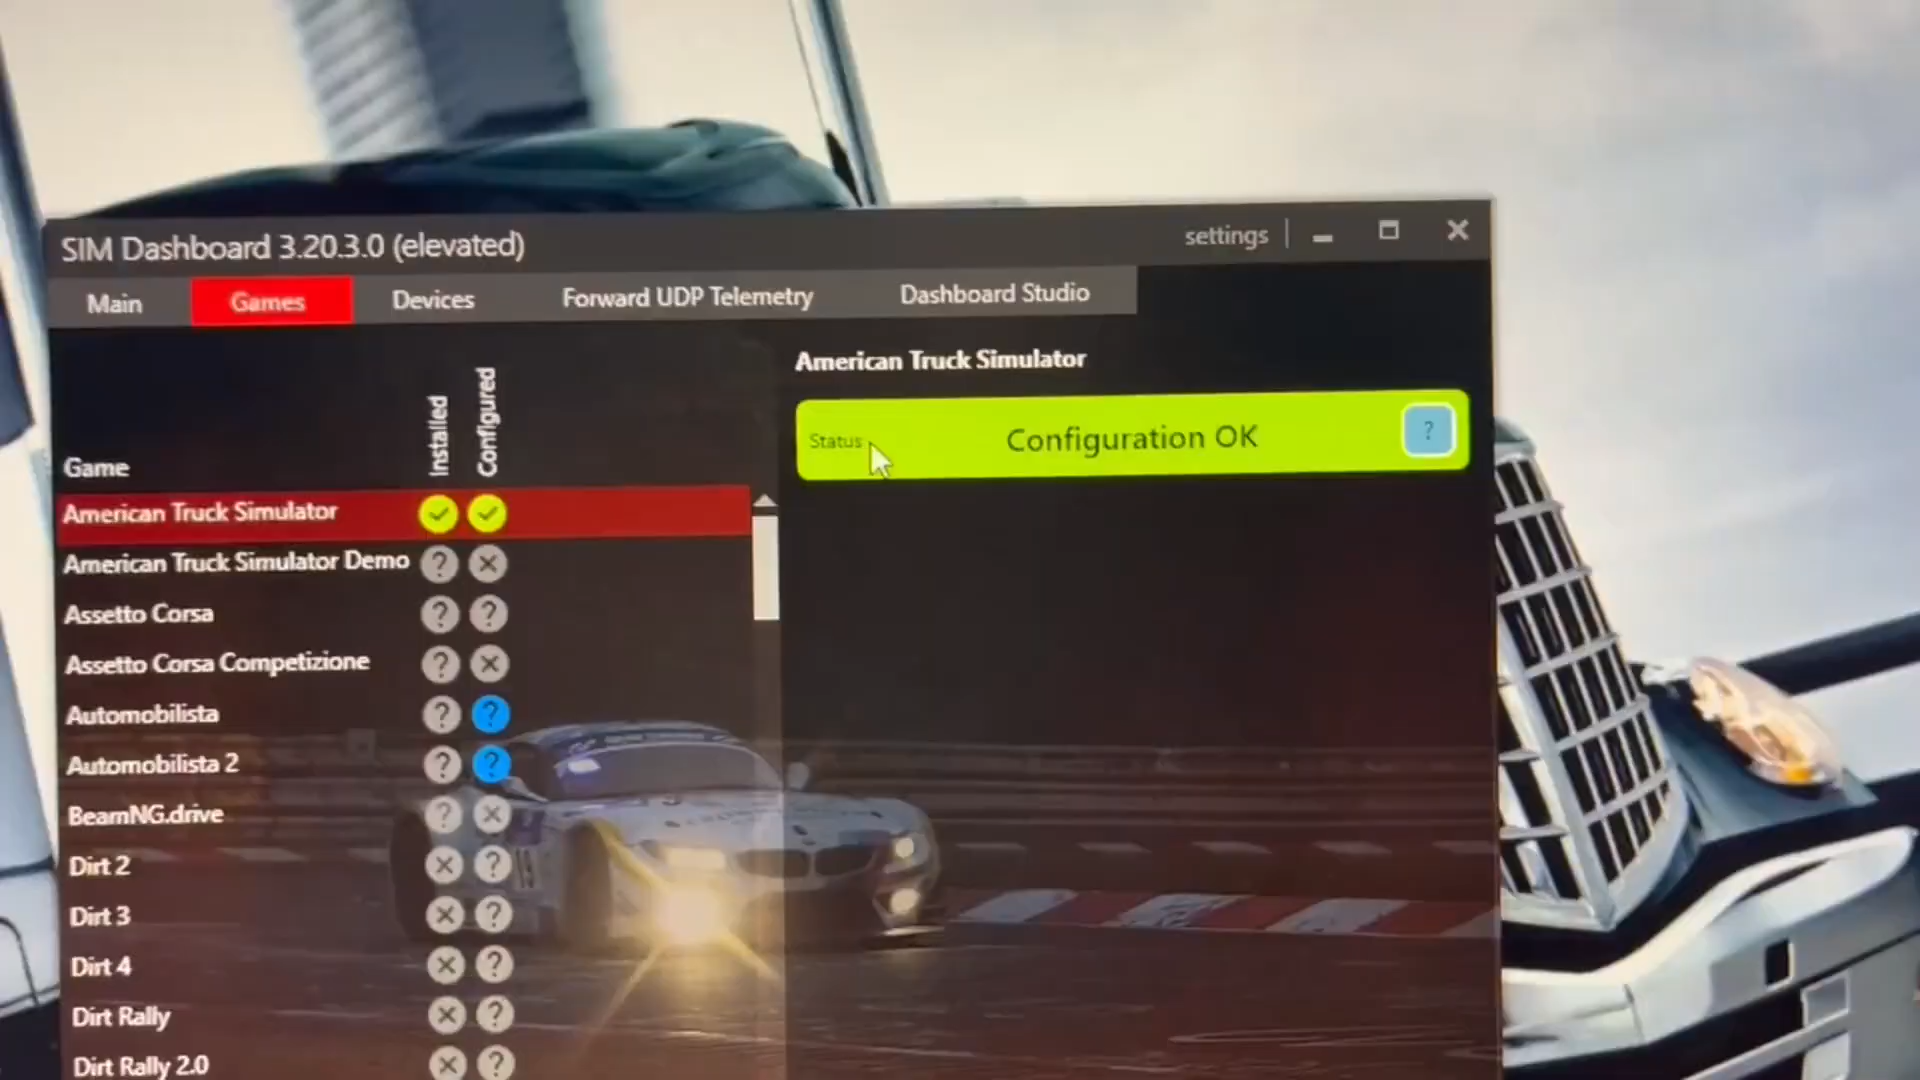 SIM Dashboard 3.20.3.0 (elevated)
settings
Main
Games
Devices
Forward UDP Telemetry
Dashboard Studio
American Truck Simulator
Status
Configuration OK
?
Game
Installed
Configured
American Truck Simulator
American Truck Simulator Demo ?
Assetto Corsa ? ?
Assetto Corsa Competizione ?
Automobilista ? ?
Automobilista 2 ? ?
BeamNG.drive ?
Dirt 2 ?
Dirt 3 ?
Dirt 4 ?
Dirt Rally ?
Dirt Rally 2.0 ?